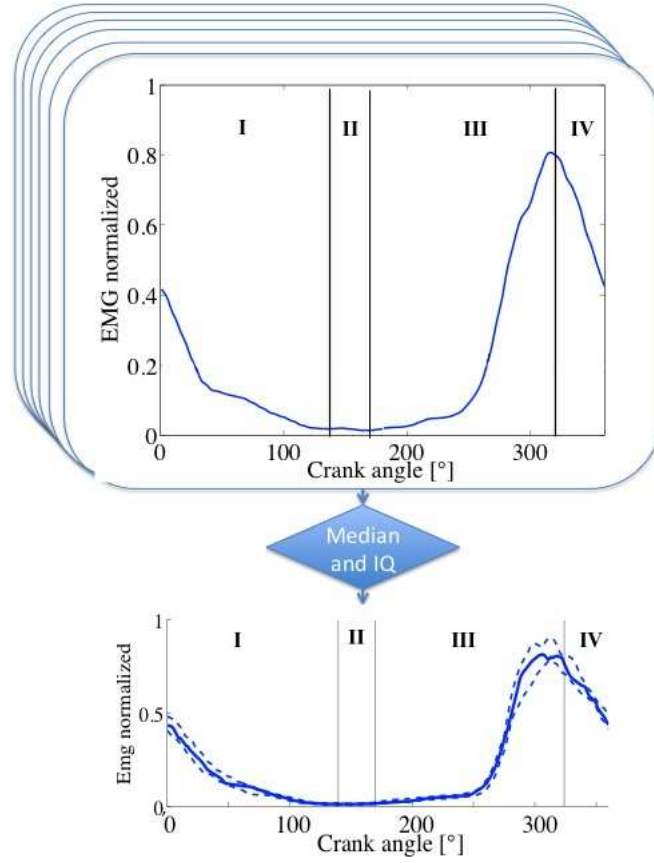 1
I II III IV
0.8
0.6
0.4
0.2
0
EMG normalized
0 100 200 300
Crank angle [°]
Median
and IQ
1
I II III IV
0.5
0
Emg normalized
0 100 200 300
Crank angle [°]